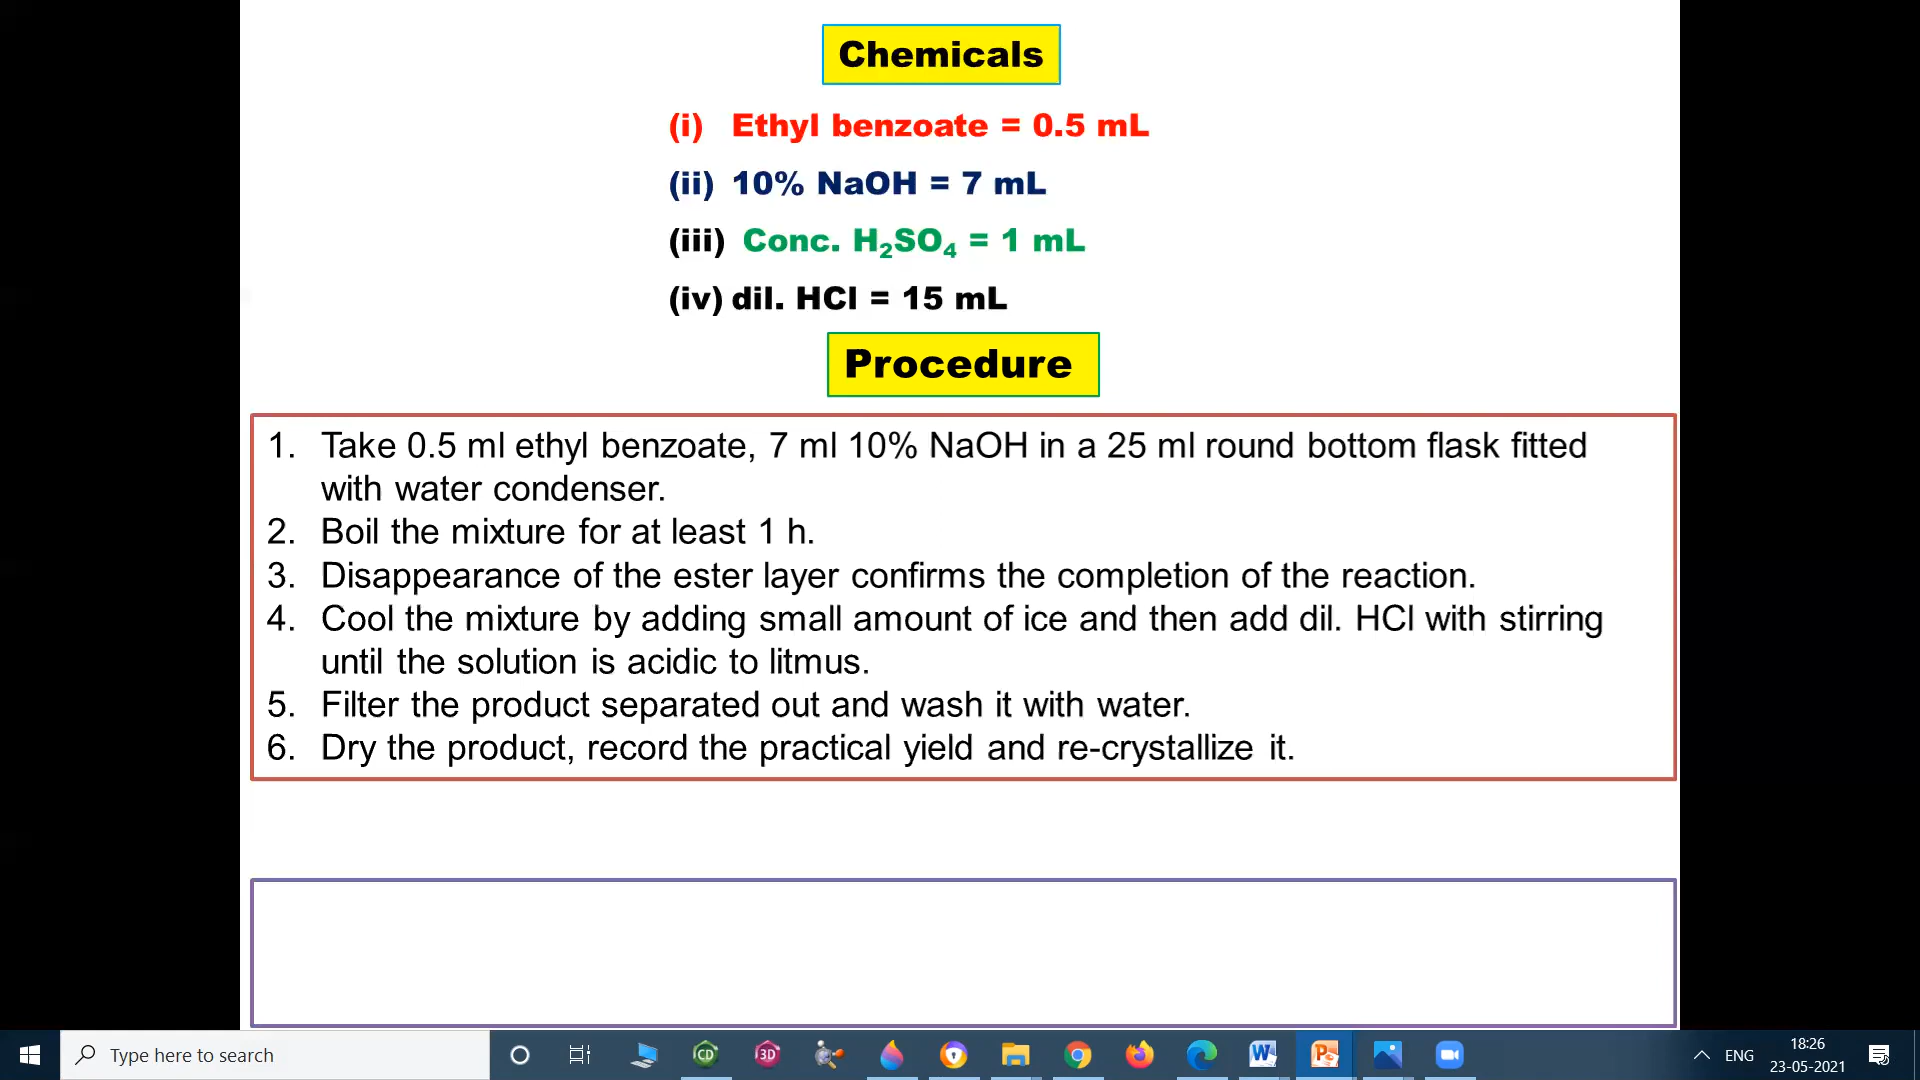 Chemicals
(i) Ethyl benzoate = 0.5 mL
(ii) 10% NaOH = 7 mL
(iii) Conc. H₂SO₄ = 1 mL
(iv) dil. HCl = 15 mL
Procedure
1. Take 0.5 ml ethyl benzoate, 7 ml 10% NaOH in a 25 ml round bottom flask fitted
with water condenser.
2. Boil the mixture for at least 1 h.
3. Disappearance of the ester layer confirms the completion of the reaction.
4. Cool the mixture by adding small amount of ice and then add dil. HCl with stirring
until the solution is acidic to litmus.
5. Filter the product separated out and wash it with water.
6. Dry the product, record the practical yield and re-crystallize it.
Type here to search
CD
3D
W
P
ENG
18:26
23-05-2021